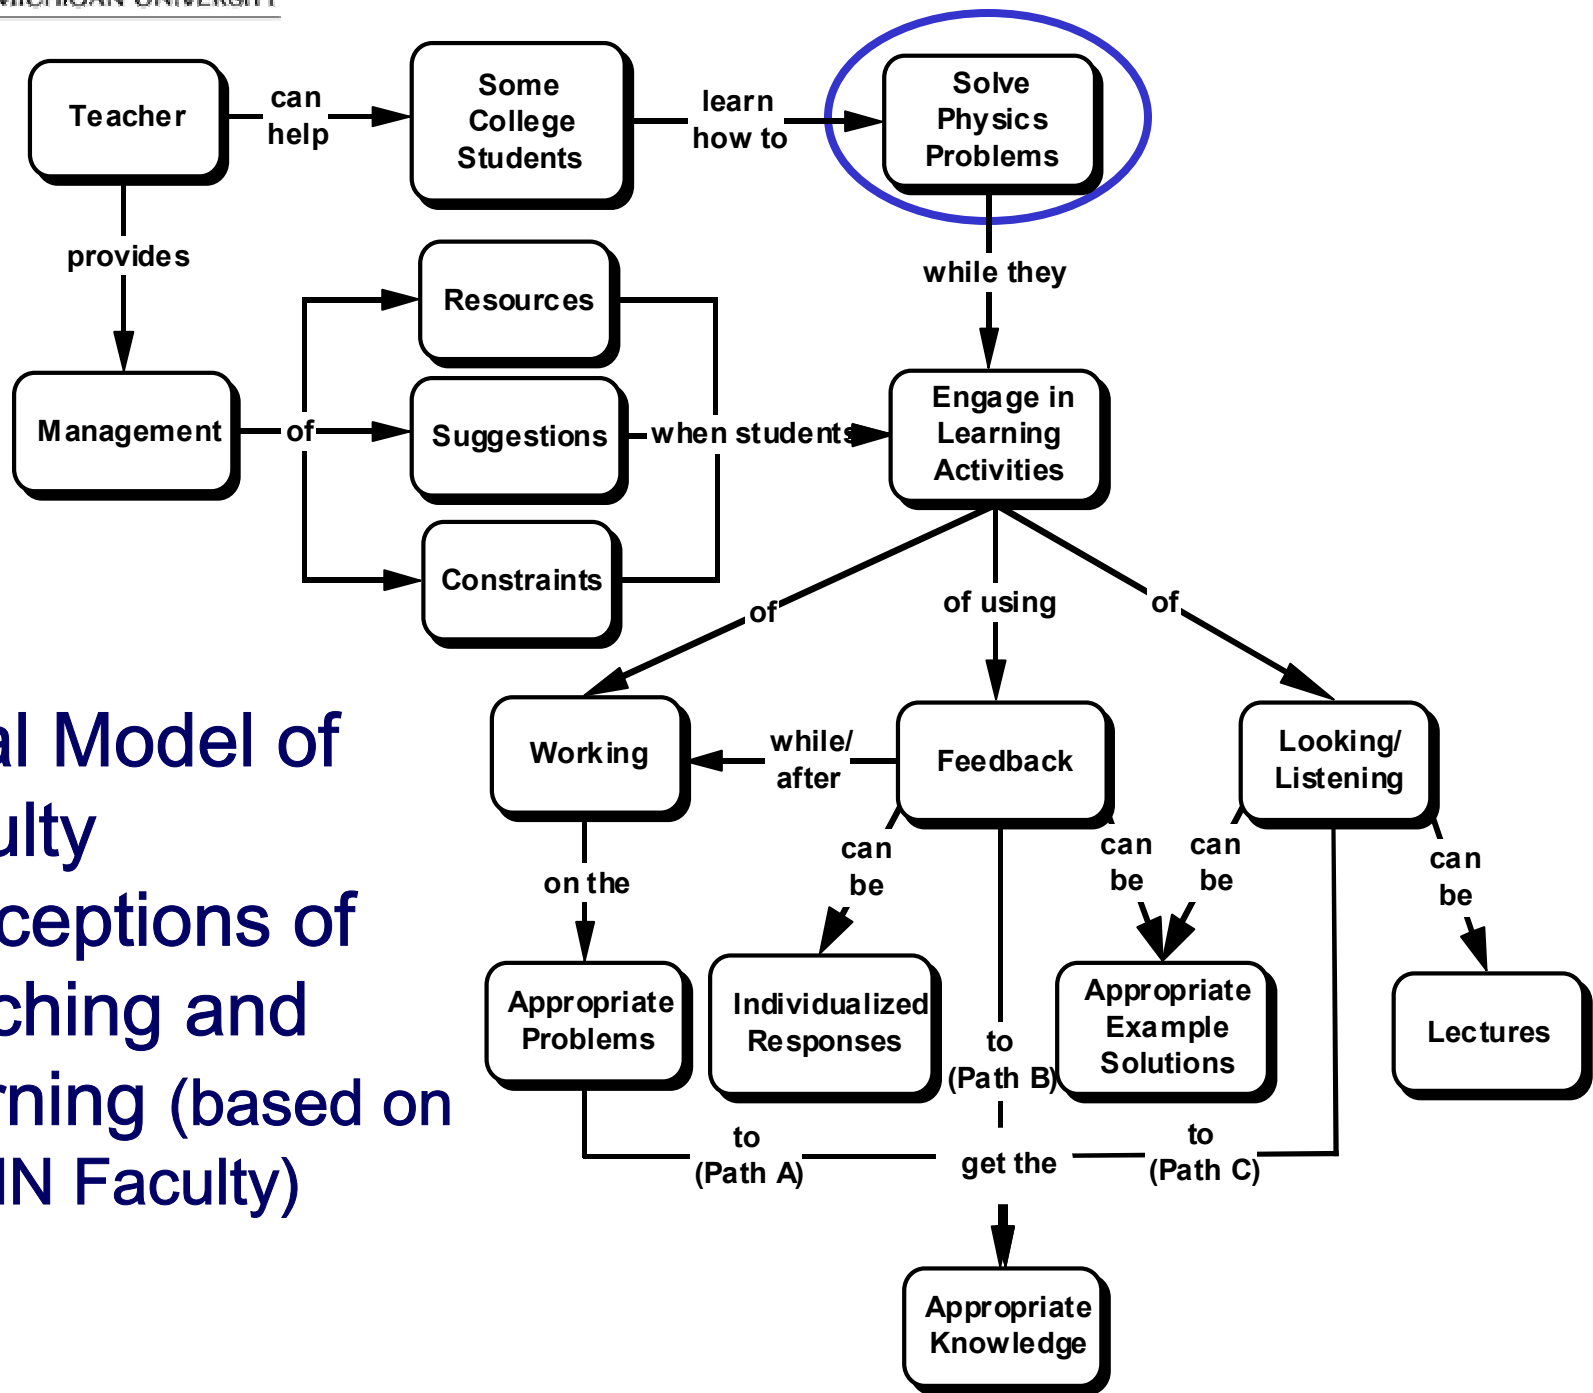 MICHIGAN UNIVERSITY
Teacher
can
help
Some
College
Students
learn
how to
Solve
Physics
Problems
provides
while they
Resources
Management
of
Suggestions
when students
Engage in
Learning
Activities
Constraints
of
of using
of
al Model of
ulty
ceptions of
ching and
rning (based on
IN Faculty)
Working
while/
after
Feedback
Looking/
Listening
on the
can
be
can
be
can
be
can
be
Appropriate
Problems
Individualized
Responses
to
(Path B)
Appropriate
Example
Solutions
Lectures
to
(Path A)
get the
to
(Path C)
Appropriate
Knowledge